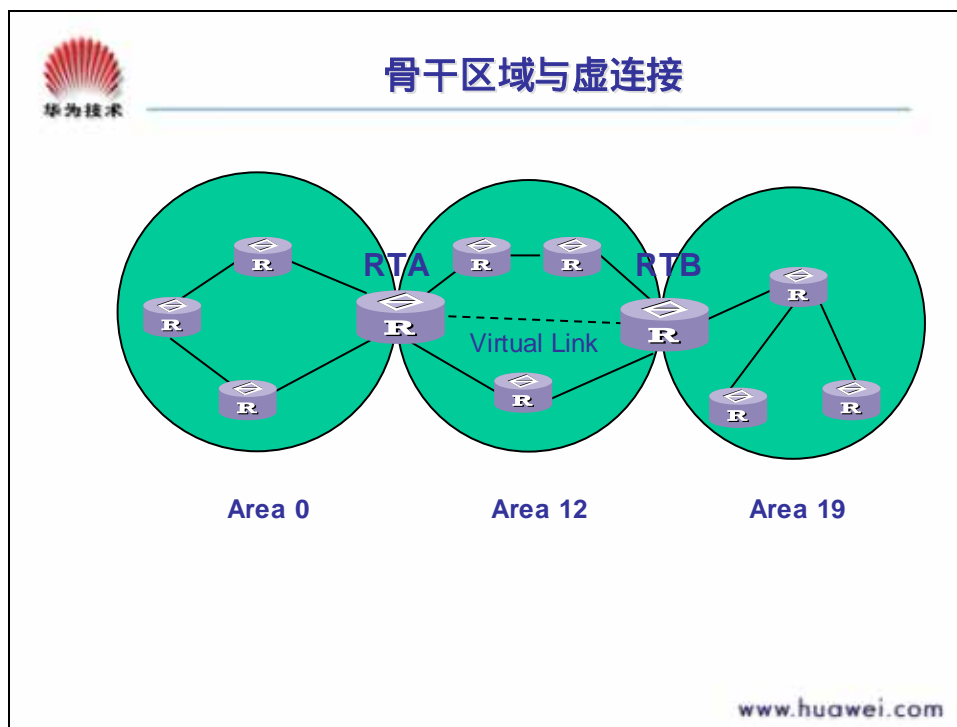 骨干区域与虚连接
华为技术
RTA
RTB
R
R
R
R
R
R
R
R
R
Virtual Link
R
R
R
Area 0
Area 12
Area 19
www.huawei.com